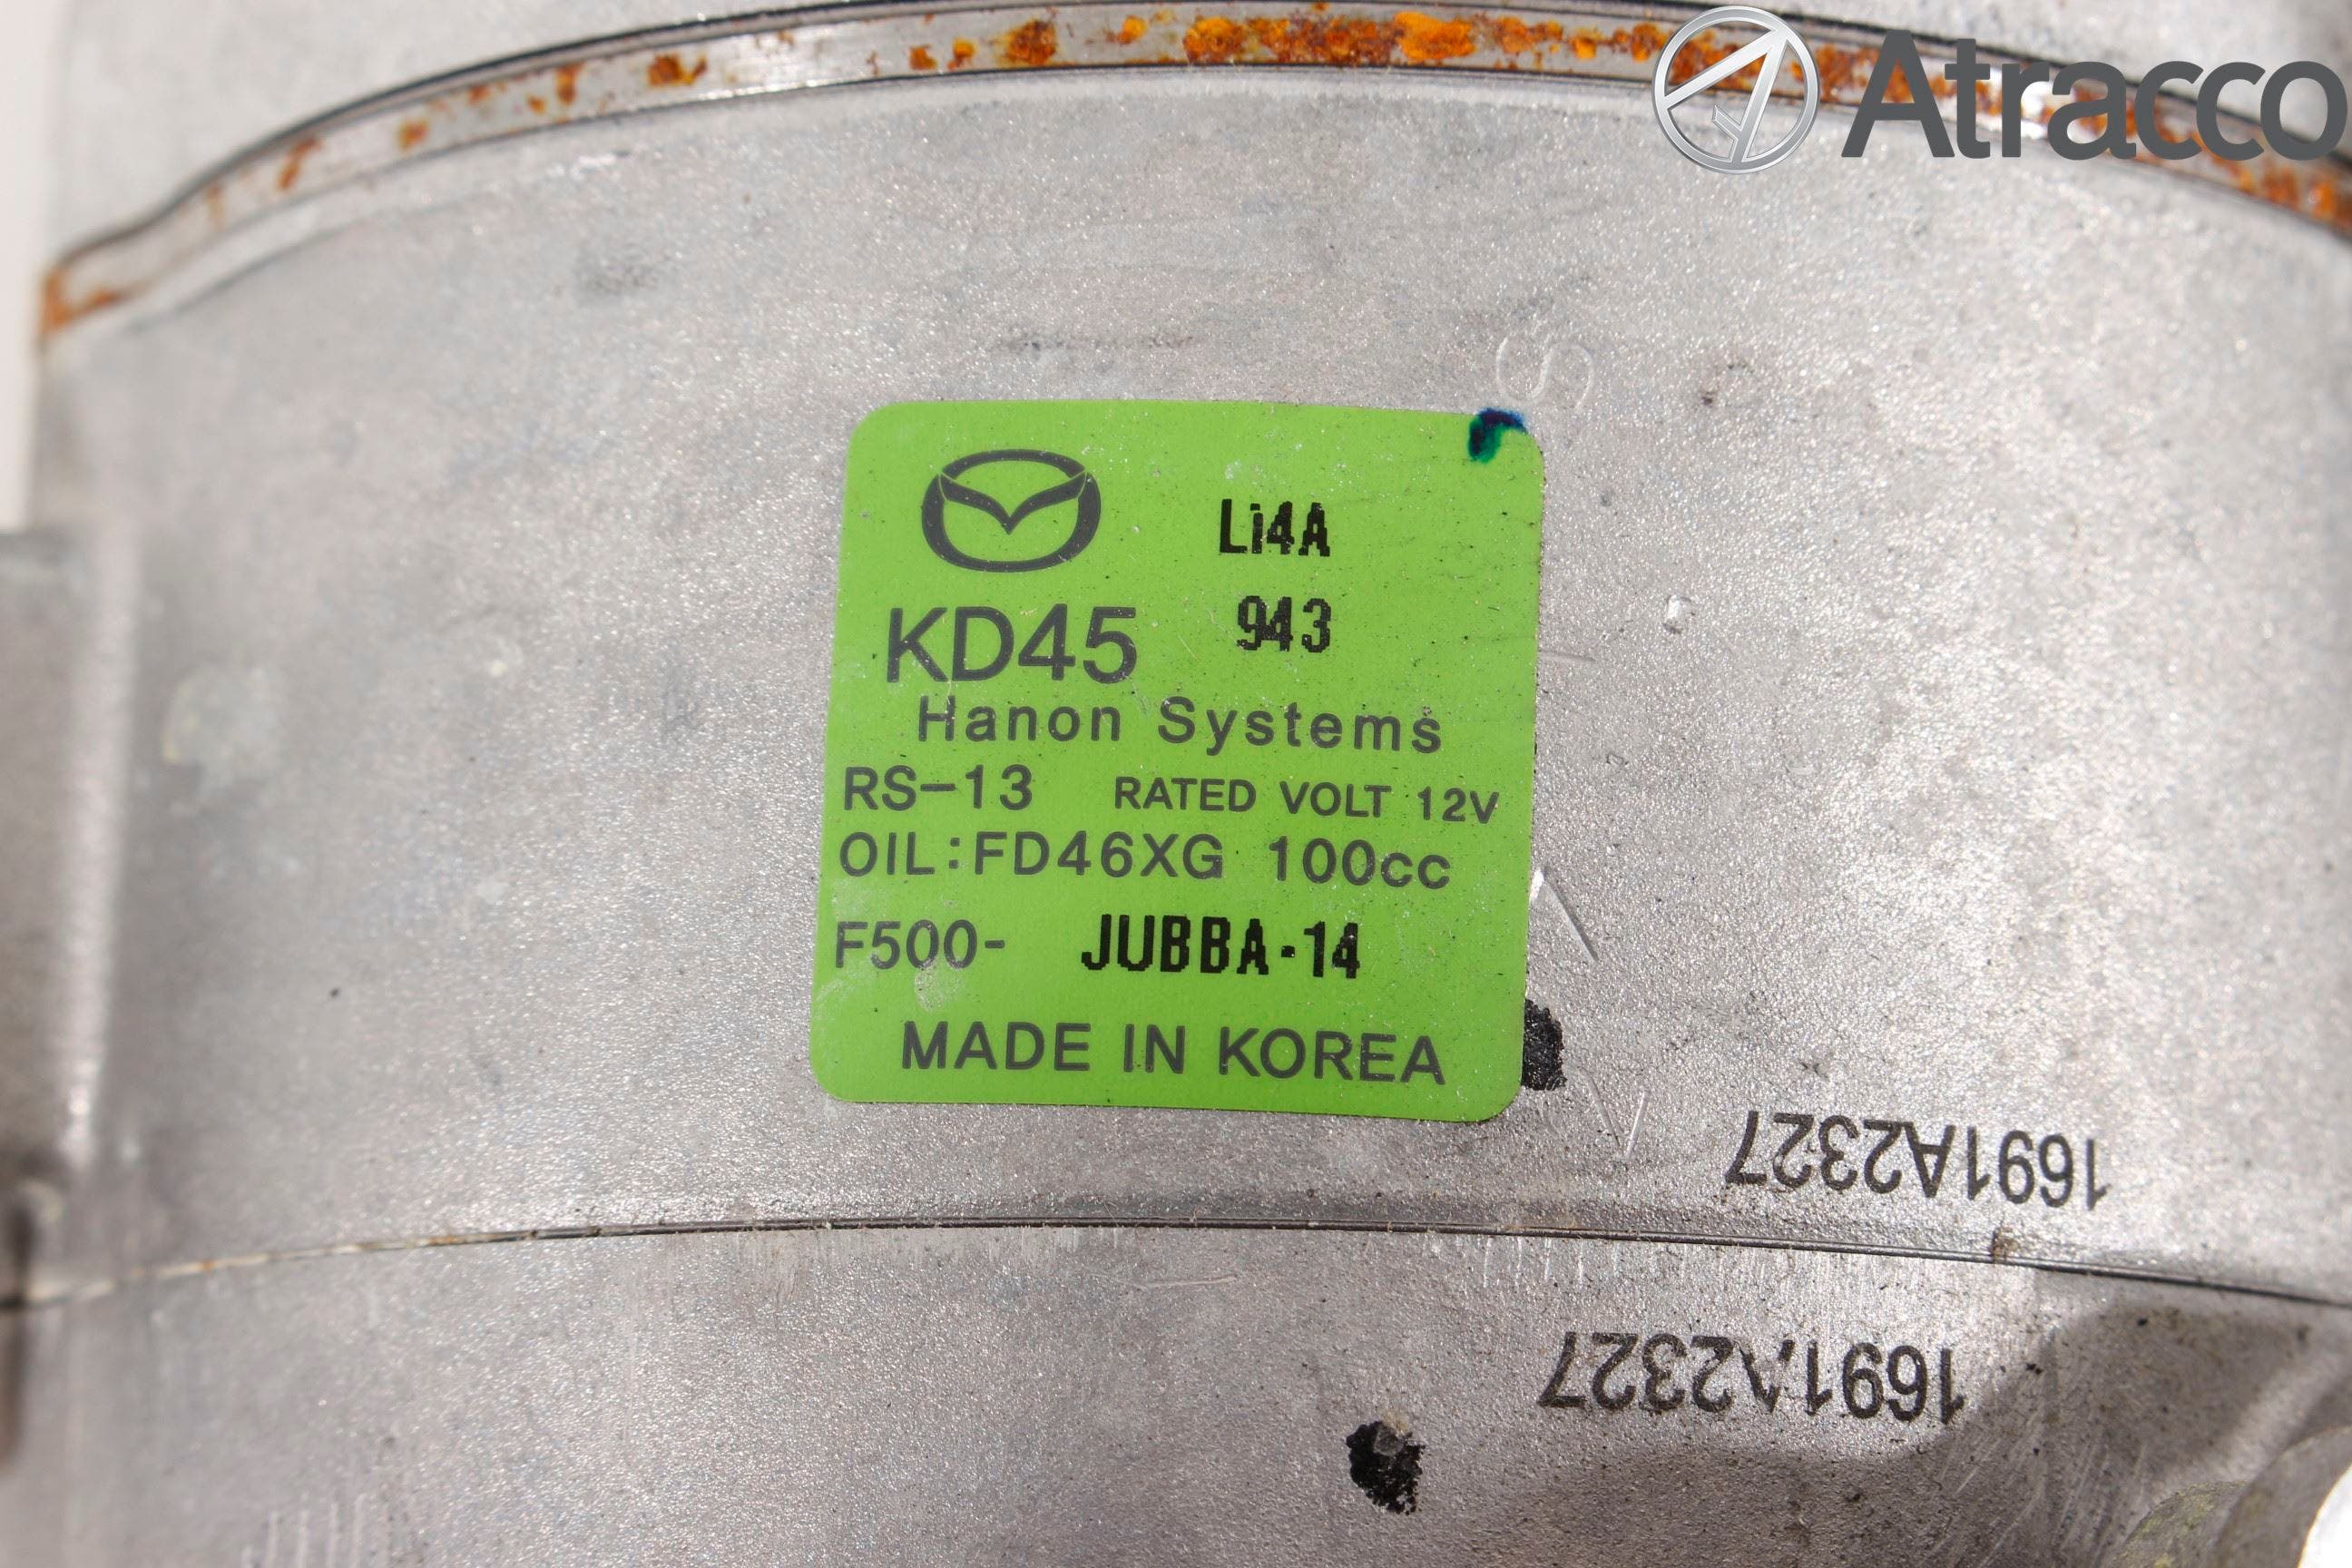 Atracco
Li4A
KD45 943
Hanon Systems
RS-13 RATED VOLT 12V
OIL:FD46XG 100cc
F500- JUBBA-14
MADE IN KOREA
1691A2327
1691A2327